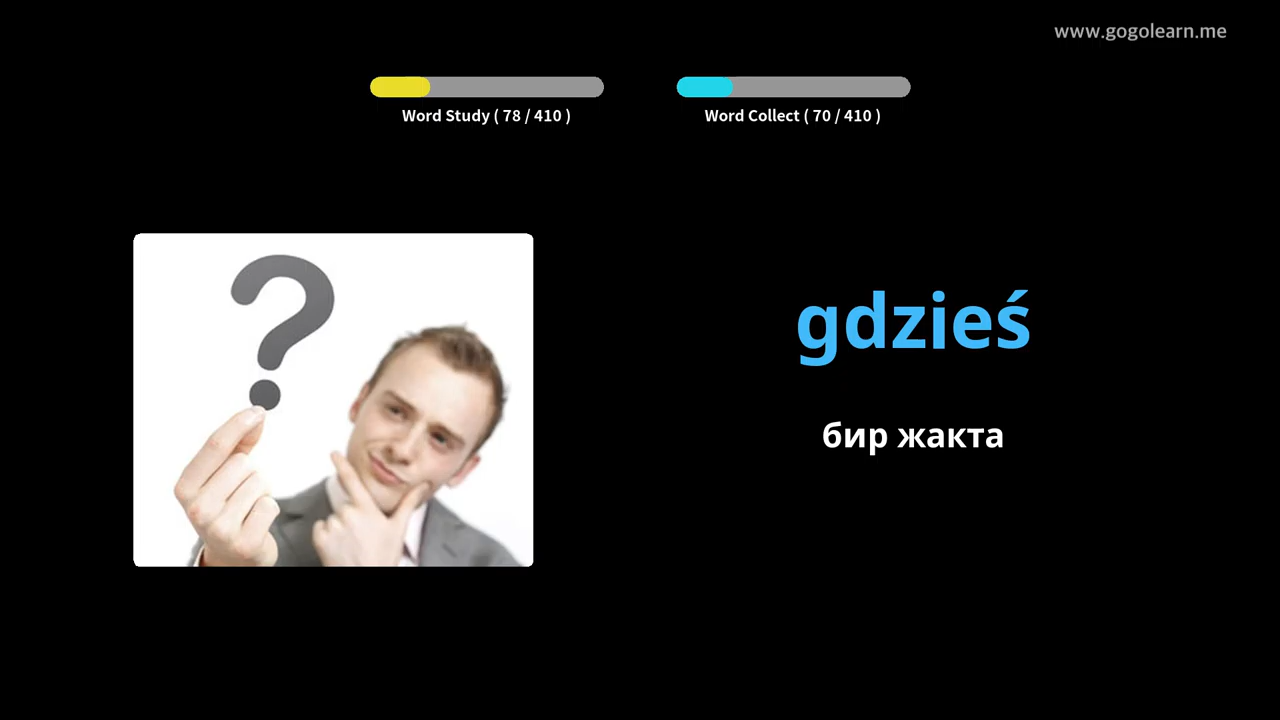 www.gogolearn.me
Word Study ( 78 / 410 )
Word Collect ( 70 / 410 )
?
gdzieś
бир жакта